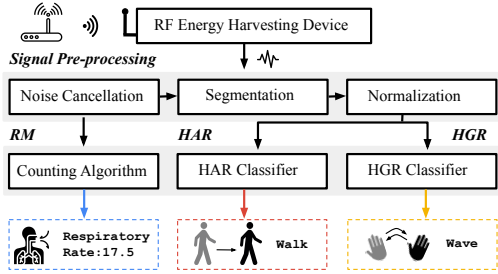 RF Energy Harvesting Device
Signal Pre-processing
Noise Cancellation
Segmentation
Normalization
RM
HAR
HGR
Counting Algorithm
HAR Classifier
HGR Classifier
Respiratory
Rate:17.5
Walk
Wave